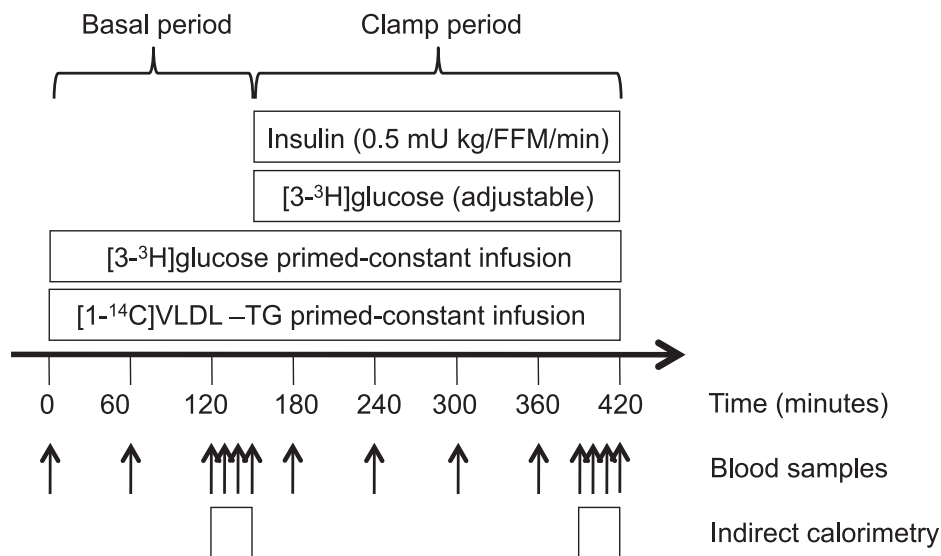 Basal period Clamp period
Insulin (0.5 mU kg/FFM/min)
[3-³H]glucose (adjustable)
[3-³H]glucose primed-constant infusion
[1-¹⁴C]VLDL –TG primed-constant infusion
0 60 120 180 240 300 360 420 Time (minutes)
Blood samples
Indirect calorimetry